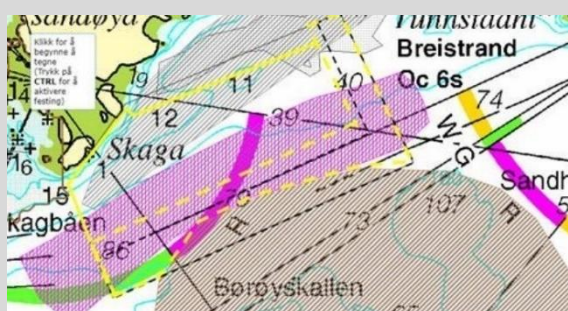 Sandøya
Klikk for å
begynne å
tegne
(Trykk på
CTRL for å
aktivere
festing)
Breistrand
Oc 6s
19
11
40
14
12
39
74
Skaga
16
1
W
G
15
Sandh
kagbåen
70
107
R
5
86
R
73
Børøyskallen